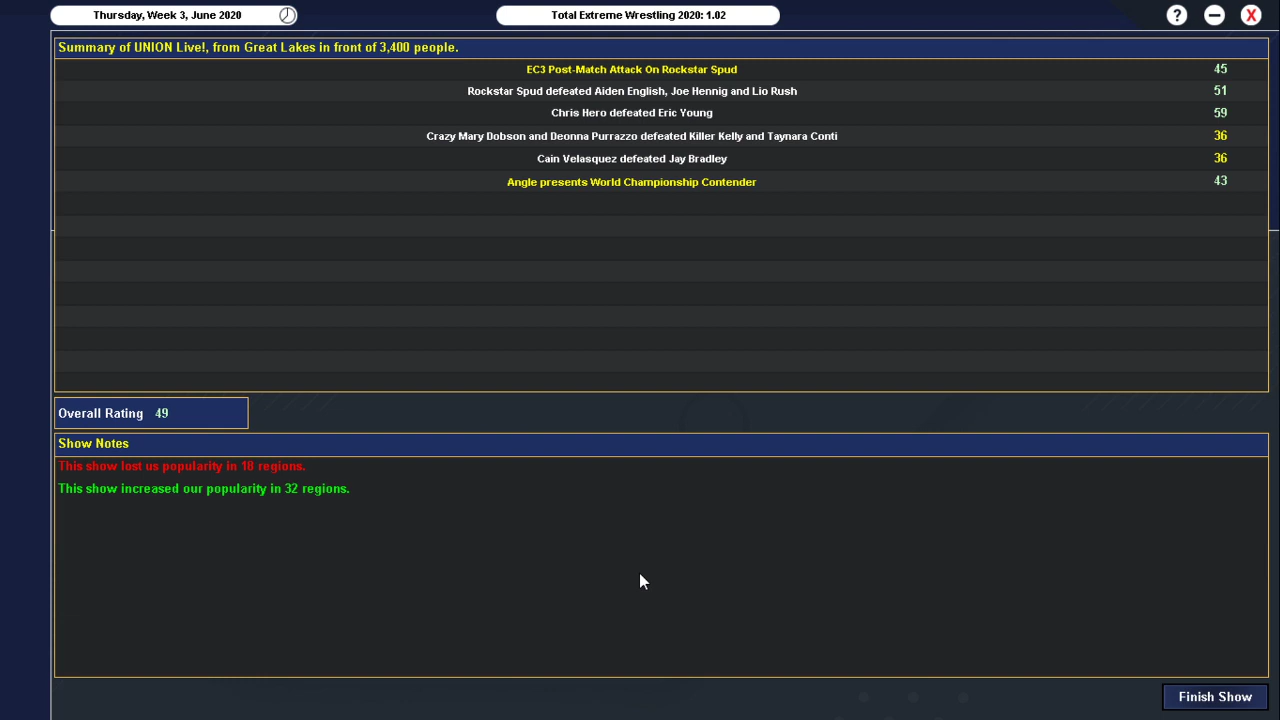 Thursday, Week 3, June 2020
Total Extreme Wrestling 2020: 1.02
?
X
Summary of UNION Live!, from Great Lakes in front of 3,400 people.
EC3 Post-Match Attack On Rockstar Spud 45
Rockstar Spud defeated Aiden English, Joe Hennig and Lio Rush 51
Chris Hero defeated Eric Young 59
Crazy Mary Dobson and Deonna Purrazzo defeated Killer Kelly and Taynara Conti 36
Cain Velasquez defeated Jay Bradley 36
Angle presents World Championship Contender 43
Overall Rating 49
Show Notes
This show lost us popularity in 18 regions.
This show increased our popularity in 32 regions.
Finish Show